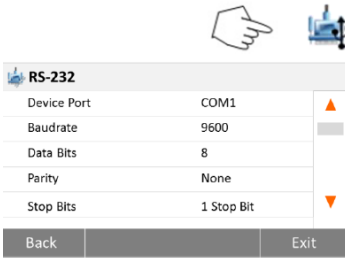 RS-232
Device Port COM1
Baudrate 9600
Data Bits 8
Parity None
Stop Bits 1 Stop Bit
Back Exit